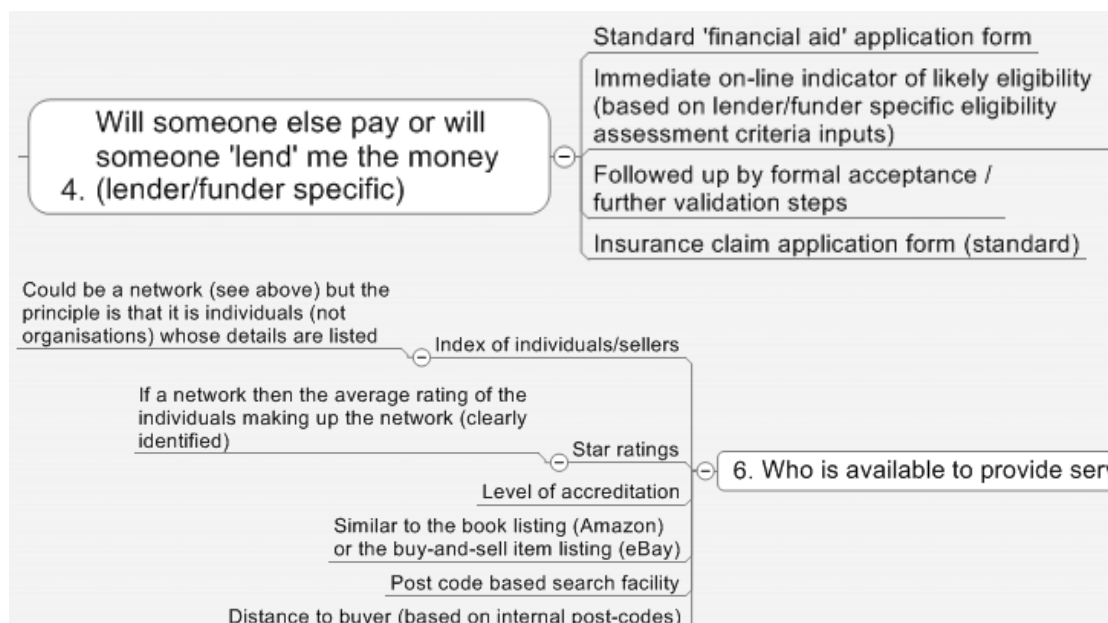 Will someone else pay or will
someone 'lend' me the money
4. (lender/funder specific)
Standard 'financial aid' application form
Immediate on-line indicator of likely eligibility
(based on lender/funder specific eligibility
assessment criteria inputs)
Followed up by formal acceptance /
further validation steps
Insurance claim application form (standard)
Could be a network (see above) but the
principle is that it is individuals (not
organisations) whose details are listed
Index of individuals/sellers
If a network then the average rating of the
individuals making up the network (clearly
identified)
Star ratings
6. Who is available to provide
Level of accreditation
Similar to the book listing (Amazon)
or the buy-and-sell item listing (eBay)
Post code based search facility
Distance to buyer (based on internal post-codes)